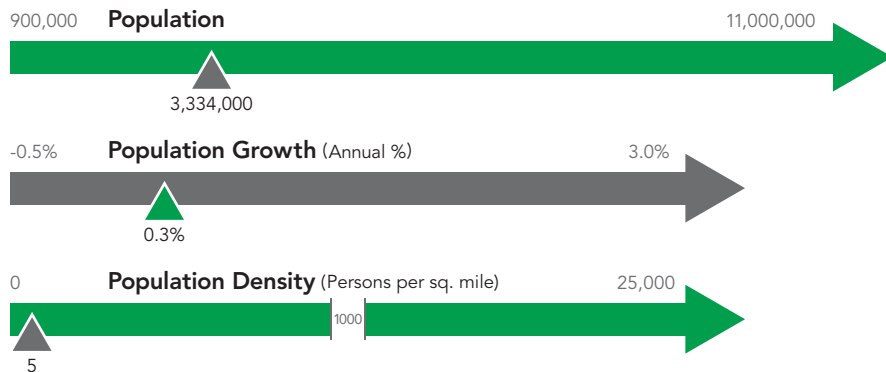 900,000 Population 11,000,000
3,334,000
-0.5% Population Growth (Annual %) 3.0%
0.3%
0 Population Density (Persons per sq. mile) 25,000
1000
5